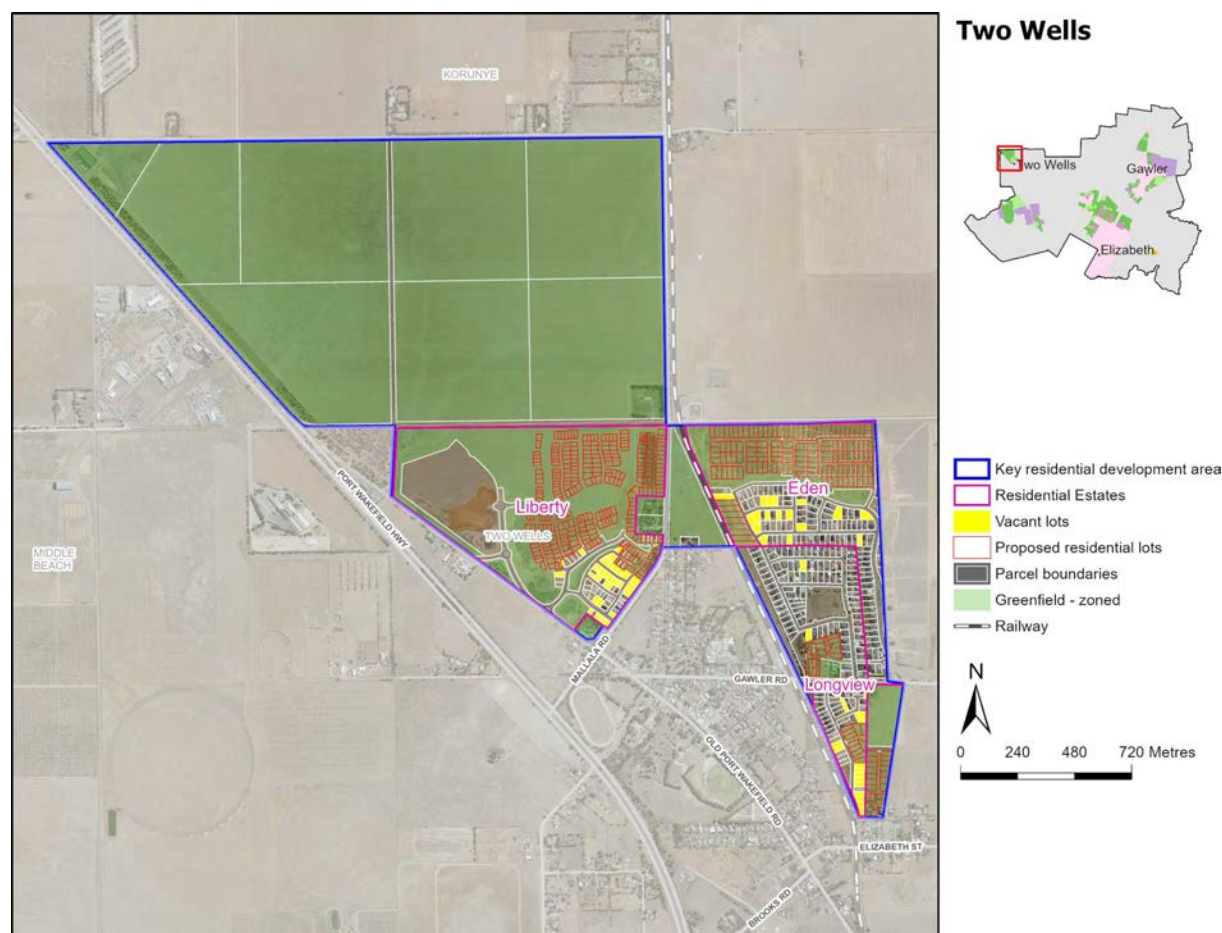 Two Wells
KORUNYE
Two Wells
Gawler
Elizabeth
Eden
Liberty
TWO WELLS
PORT WAKEFIELD HWY
MIDDLE
BEACH
MALLALA RD
GAWLER RD
Longview
OLD PORT WAKEFIELD RD
ELIZABETH ST
BROOKS RD
Key residential development area
Residential Estates
Vacant lots
Proposed residential lots
Parcel boundaries
Greenfield - zoned
Railway
N
0 240 480 720 Metres